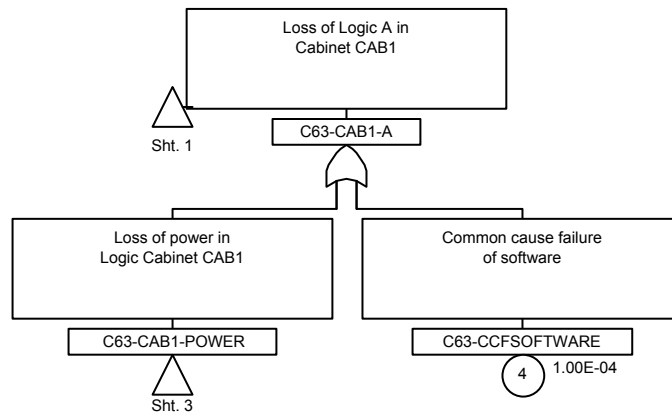 Loss of Logic A in
Cabinet CAB1
Sht. 1
C63-CAB1-A
Loss of power in
Logic Cabinet CAB1
Common cause failure
of software
C63-CAB1-POWER
C63-CCFSOFTWARE
4
1.00E-04
Sht. 3